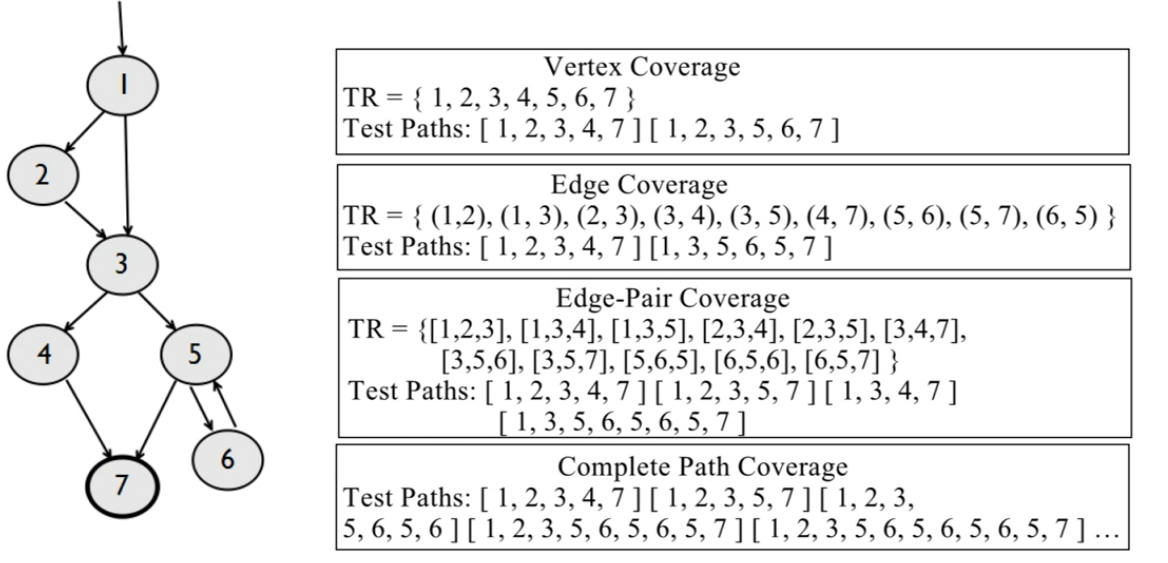 1
2
3
4
5
6
7
Vertex Coverage
TR = { 1, 2, 3, 4, 5, 6, 7 }
Test Paths: [ 1, 2, 3, 4, 7 ] [ 1, 2, 3, 5, 6, 7 ]
Edge Coverage
TR = { (1,2), (1, 3), (2, 3), (3, 4), (3, 5), (4, 7), (5, 6), (5, 7), (6, 5) }
Test Paths: [ 1, 2, 3, 4, 7 ] [1, 3, 5, 6, 5, 7 ]
Edge-Pair Coverage
TR = {[1,2,3], [1,3,4], [1,3,5], [2,3,4], [2,3,5], [3,4,7],
[3,5,6], [3,5,7], [5,6,5], [6,5,6], [6,5,7] }
Test Paths: [ 1, 2, 3, 4, 7 ] [ 1, 2, 3, 5, 7 ] [ 1, 3, 4, 7 ]
[ 1, 3, 5, 6, 5, 6, 5, 7 ]
Complete Path Coverage
Test Paths: [ 1, 2, 3, 4, 7 ] [ 1, 2, 3, 5, 7 ] [ 1, 2, 3,
5, 6, 5, 6 ] [ 1, 2, 3, 5, 6, 5, 6, 5, 7 ] [ 1, 2, 3, 5, 6, 5, 6, 5, 6, 5, 7 ] …